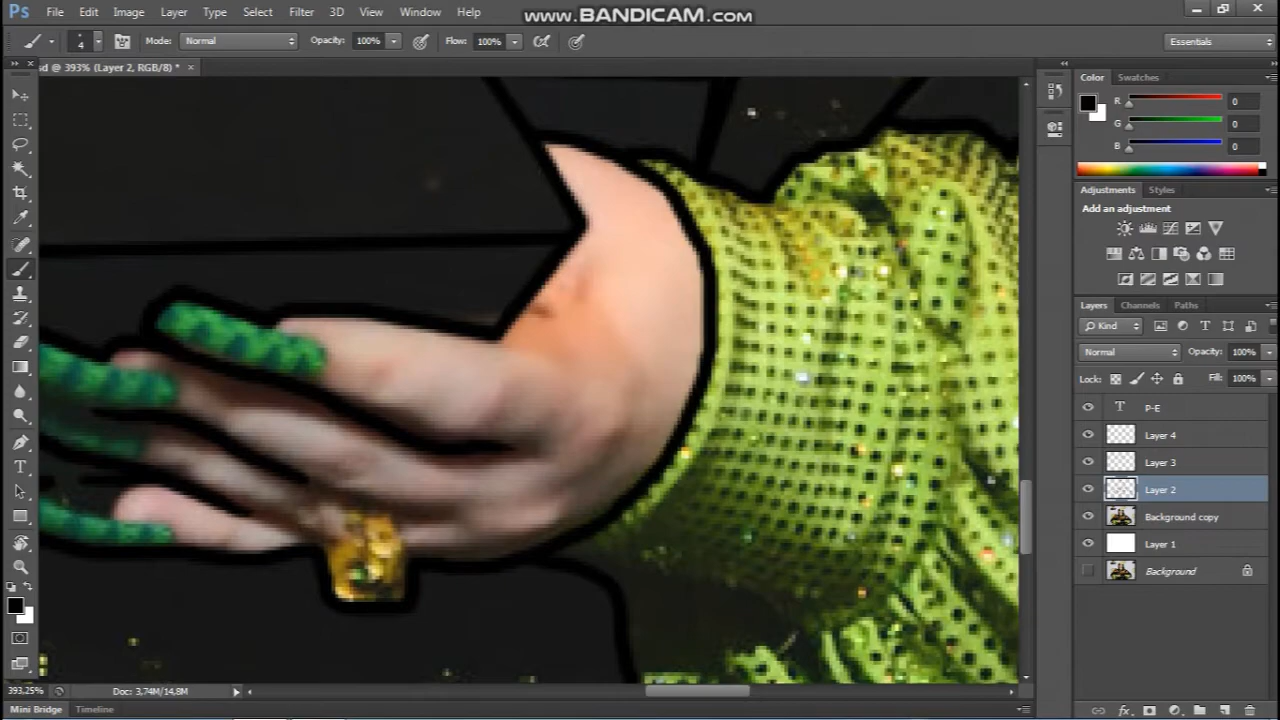 www.BANDICAM.com
Ps File Edit Image Layer Type Select Filter 3D View Window Help
4 Mode: Normal Opacity: 100% Flow: 100% Essentials
sd @ 393% (Layer 2, RGB/8) * ×
Color Swatches
R 0
G 0
B 0
Adjustments Styles
Add an adjustment
Layers Channels Paths
Kind
Normal Opacity: 100%
Lock: Fill: 100%
T P-E
Layer 4
Layer 3
Layer 2
Background copy
Layer 1
Background
393,25% Doc: 3,74M/14,8M
Mini Bridge Timeline